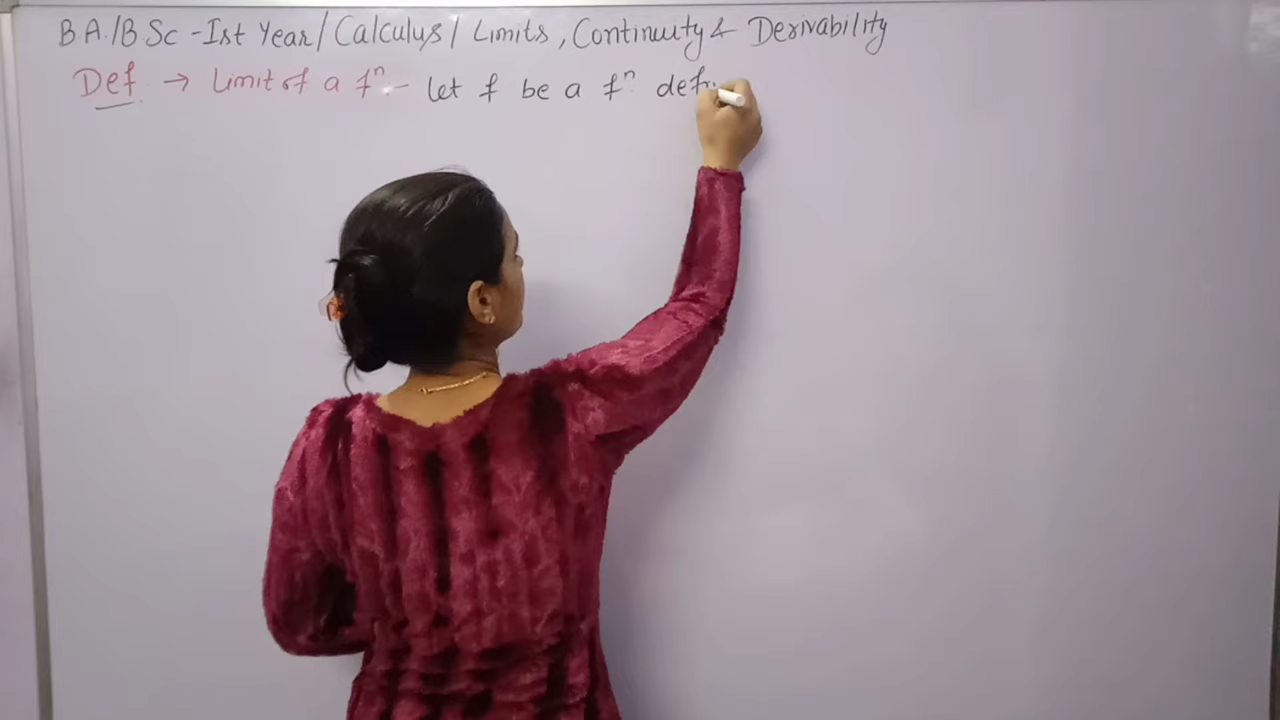 B.A./B.Sc - Ist Year/ Calculus/ Limits, Continuity & Derivability
Def → Limit of a fⁿ:- let f be a fⁿ. def